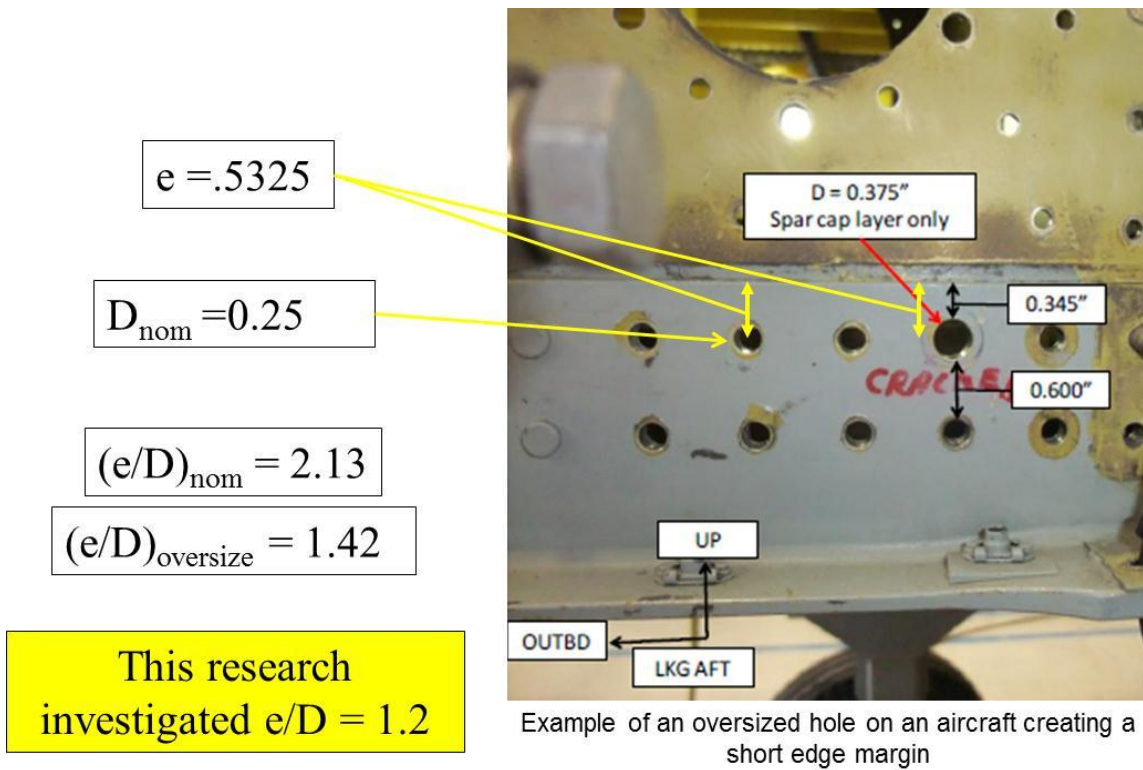 e =.5325
D = 0.375"
Spar cap layer only
D_nom =0.25
0.345"
CRACKED
0.600"
(e/D)_nom = 2.13
(e/D)_oversize = 1.42
UP
OUTBD
LKG AFT
This research
investigated e/D = 1.2
Example of an oversized hole on an aircraft creating a
short edge margin